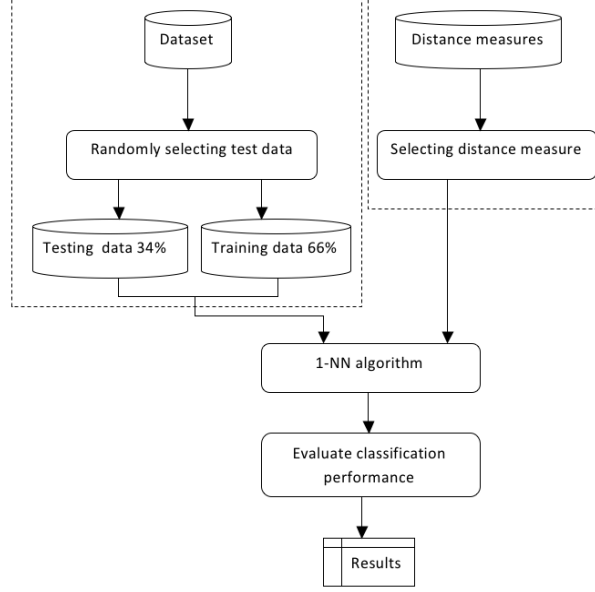 Dataset
Distance measures
Randomly selecting test data
Selecting distance measure
Testing data 34%
Training data 66%
1-NN algorithm
Evaluate classification
performance
Results